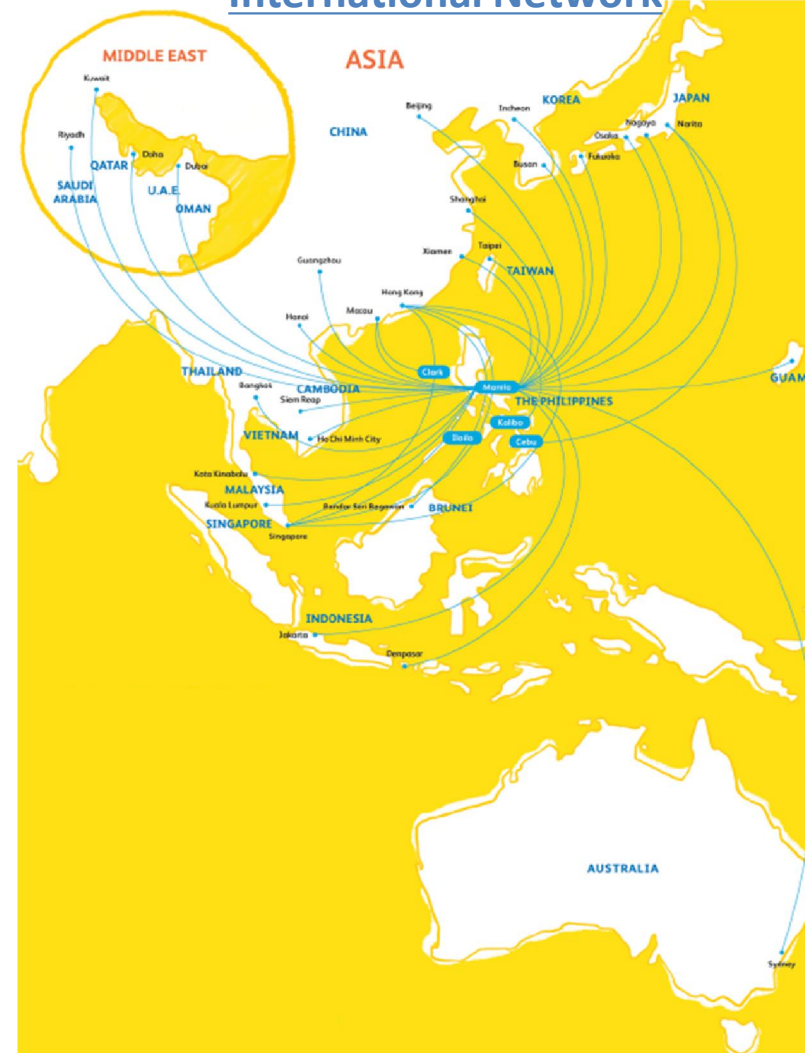 International Network
MIDDLE EAST
ASIA
Kuwait
Beijing
Incheon
KOREA
JAPAN
CHINA
Nagoya
Narita
Riyadh
Osaka
Doha
Fukuoka
QATAR
Dubai
Busan
SAUDI
ARABIA
U.A.E.
OMAN
Shanghai
Xiamen
Taipei
Guangzhou
TAIWAN
Hong Kong
Macau
Hanoi
THAILAND
Clark
GUAM
Bangkok
CAMBODIA
Manila
Siem Reap
THE PHILIPPINES
Kalibo
VIETNAM
Ho Chi Minh City
Iloilo
Cebu
Kota Kinabalu
MALAYSIA
Kuala Lumpur
Bandar Seri Begawan
BRUNEI
SINGAPORE
Singapore
INDONESIA
Jakarta
Denpasar
AUSTRALIA
Sydney